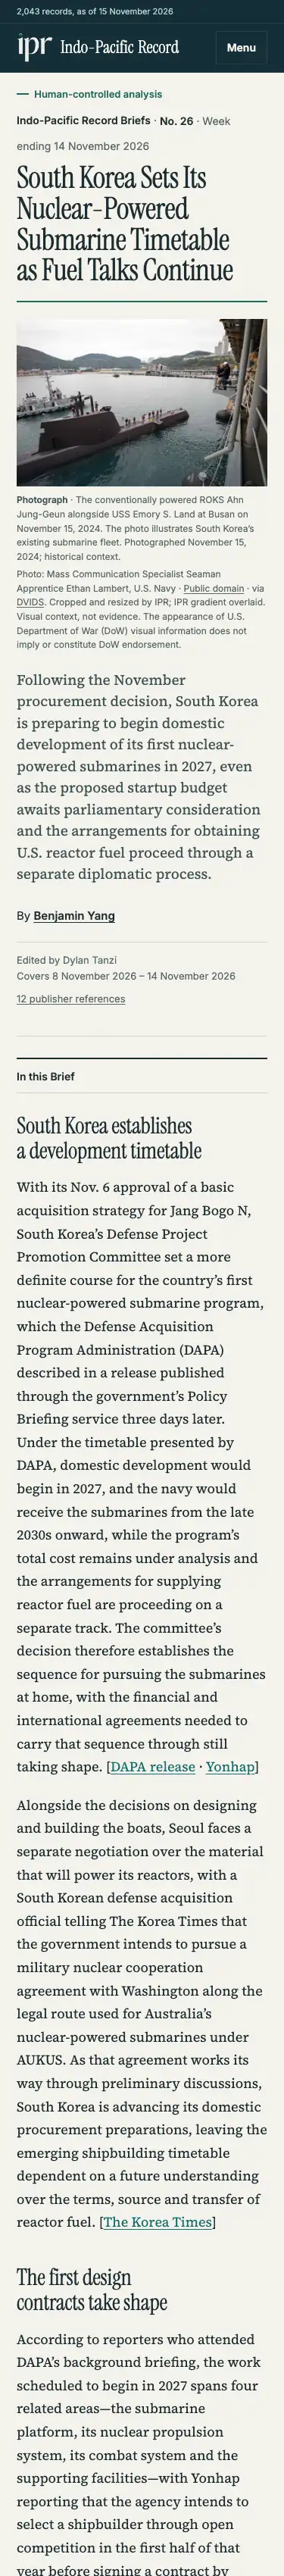 2,043 records, as of 15 November 2026
ipr Indo-Pacific Record
Menu
Human-controlled analysis
Indo-Pacific Record Briefs · No. 26 · Week
ending 14 November 2026
South Korea Sets Its
Nuclear-Powered
Submarine Timetable
as Fuel Talks Continue
Photograph · The conventionally powered ROKS Ahn
Jung-Geun alongside USS Emory S. Land at Busan on
November 15, 2024. The photo illustrates South Korea's
existing submarine fleet. Photographed November 15,
2024; historical context.
Photo: Mass Communication Specialist Seaman
Apprentice Ethan Lambert, U.S. Navy · Public domain · via
DVIDS. Cropped and resized by IPR; IPR gradient overlaid.
Visual context, not evidence. The appearance of U.S.
Department of War (DoW) visual information does not
imply or constitute DoW endorsement.
Following the November
procurement decision, South Korea
is preparing to begin domestic
development of its first nuclear-
powered submarines in 2027, even
as the proposed startup budget
awaits parliamentary consideration
and the arrangements for obtaining
U.S. reactor fuel proceed through a
separate diplomatic process.
By Benjamin Yang
Edited by Dylan Tanzi
Covers 8 November 2026 – 14 November 2026
12 publisher references
In this Brief
South Korea establishes
a development timetable
With its Nov. 6 approval of a basic
acquisition strategy for Jang Bogo N,
South Korea's Defense Project
Promotion Committee set a more
definite course for the country's first
nuclear-powered submarine program,
which the Defense Acquisition
Program Administration (DAPA)
described in a release published
through the government's Policy
Briefing service three days later.
Under the timetable presented by
DAPA, domestic development would
begin in 2027, and the navy would
receive the submarines from the late
2030s onward, while the program's
total cost remains under analysis and
the arrangements for supplying
reactor fuel are proceeding on a
separate track. The committee's
decision therefore establishes the
sequence for pursuing the submarines
at home, with the financial and
international agreements needed to
carry that sequence through still
taking shape. [DAPA release · Yonhap]
Alongside the decisions on designing
and building the boats, Seoul faces a
separate negotiation over the material
that will power its reactors, with a
South Korean defense acquisition
official telling The Korea Times that
the government intends to pursue a
military nuclear cooperation
agreement with Washington along the
legal route used for Australia's
nuclear-powered submarines under
AUKUS. As that agreement works its
way through preliminary discussions,
South Korea is advancing its domestic
procurement preparations, leaving the
emerging shipbuilding timetable
dependent on a future understanding
over the terms, source and transfer of
reactor fuel. [The Korea Times]
The first design
contracts take shape
According to reporters who attended
DAPA's background briefing, the work
scheduled to begin in 2027 spans four
related areas—the submarine
platform, its nuclear propulsion
system, its combat system and the
supporting facilities—with Yonhap
reporting that the agency intends to
select a shipbuilder through open
competition in the first half of that
year before signing a contract by